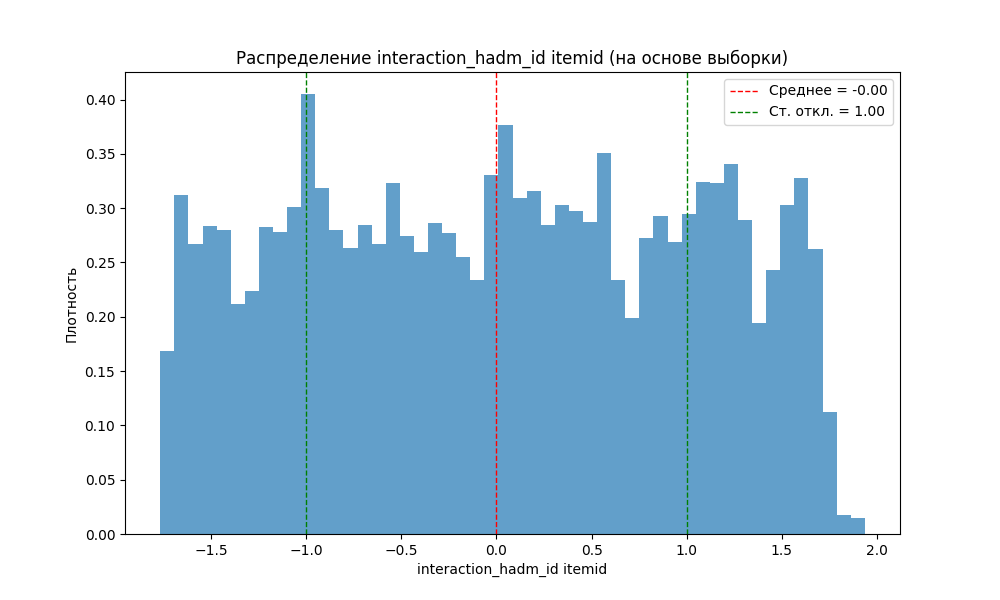 Распределение interaction_hadm_id itemid (на основе выборки)
Среднее = -0.00
Ст. откл. = 1.00
Плотность
0.40
0.35
0.30
0.25
0.20
0.15
0.10
0.05
0.00
−1.5 −1.0 −0.5 0.0 0.5 1.0 1.5 2.0
interaction_hadm_id itemid